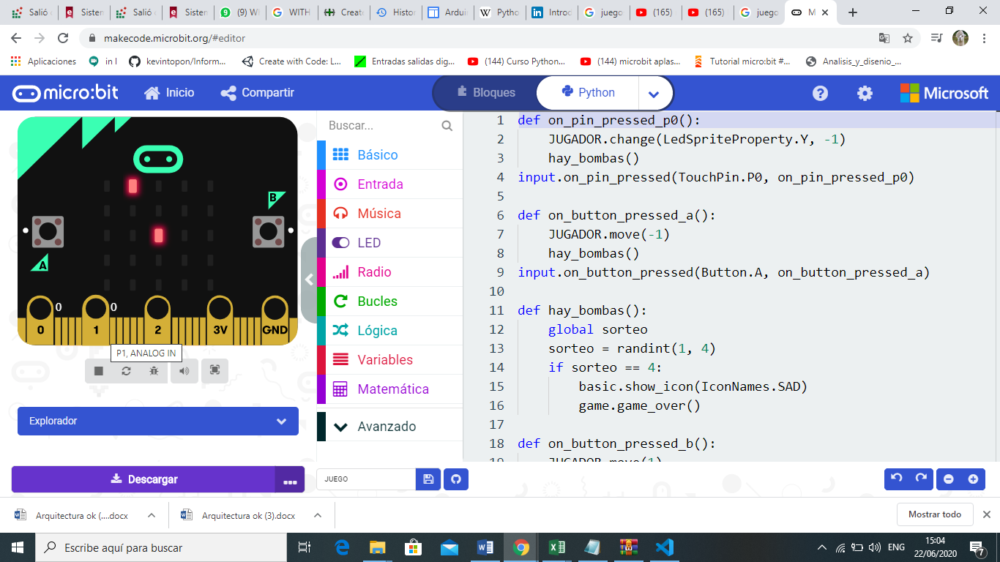 Salió
Sistem
Salió
Sistem
(9) W
WITH
Create
Histor
Arduin
Pytho
Introd
juego
(165)
(165)
juego
M
makecode.microbit.org/#editor
Aplicaciones
in l
kevintopon/Inform...
Create with Code: L...
Entradas salidas dig...
(144) Curso Python...
(144) microbit aplas...
Tutorial micro:bit #...
Analisis_y_disenio_...
micro:bit
Inicio
Compartir
Bloques
Python
Microsoft
B
A
0
0
0
1
2
3V
GND
P1, ANALOG IN
Explorador
Descargar
Buscar...
Básico
Entrada
Música
LED
Radio
Bucles
Lógica
Variables
Matemática
Avanzado
1 def on_pin_pressed_p0():
2 JUGADOR.change(LedSpriteProperty.Y, -1)
3 hay_bombas()
4 input.on_pin_pressed(TouchPin.P0, on_pin_pressed_p0)
5
6 def on_button_pressed_a():
7 JUGADOR.move(-1)
8 hay_bombas()
9 input.on_button_pressed(Button.A, on_button_pressed_a)
10
11 def hay_bombas():
12 global sorteo
13 sorteo = randint(1, 4)
14 if sorteo == 4:
15 basic.show_icon(IconNames.SAD)
16 game.game_over()
17
18 def on_button_pressed_b():
19 JUGADOR.move(1)
JUEGO
Arquitectura ok (....docx
Arquitectura ok (3).docx
Mostrar todo
Escribe aquí para buscar
ENG
15:04
22/06/2020
7